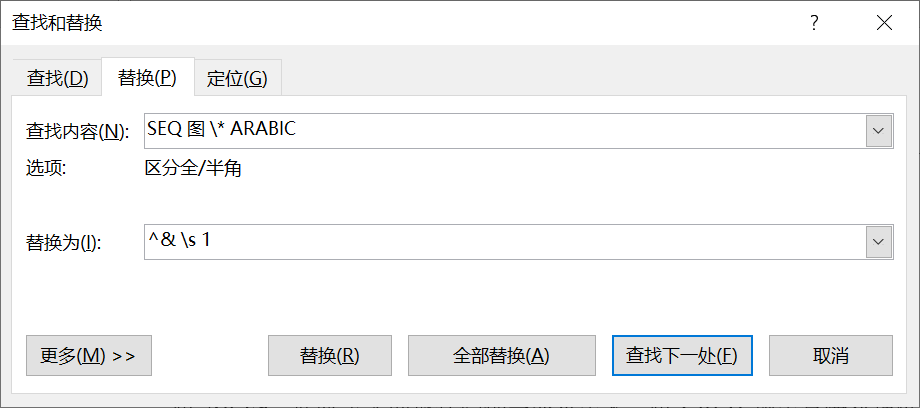 查找和替换
查找(D) 替换(P) 定位(G)
查找内容(N): SEQ 图 \* ARABIC
选项: 区分全/半角
替换为(I): ^& \s 1
更多(M) >> 替换(R) 全部替换(A) 查找下一处(F) 取消